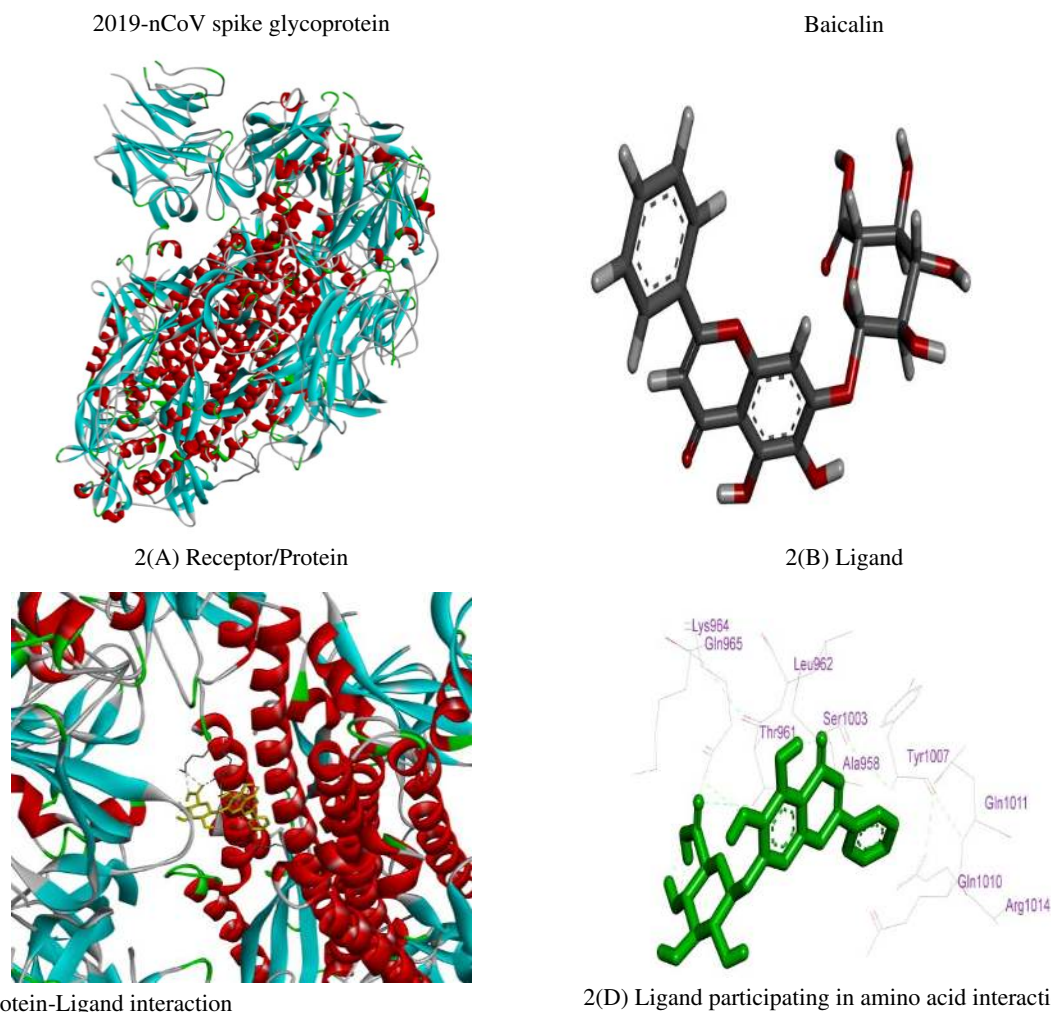 2019-nCoV spike glycoprotein
Baicalin
2(A) Receptor/Protein
2(B) Ligand
Lys964
Gln965
Leu962
Ser1003
Thr961
Ala958
Tyr1007
Gln1011
Gln1010
Arg1014
otein-Ligand interaction
2(D) Ligand participating in amino acid interacti